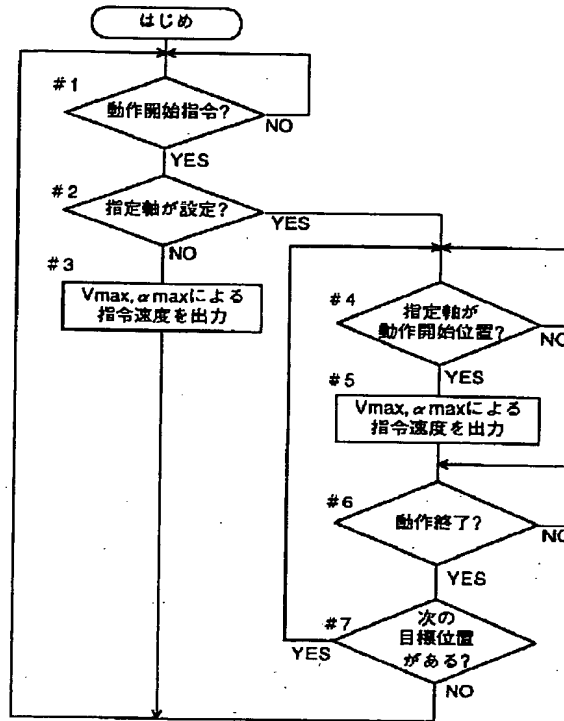 はじめ
#1
動作開始指令?
NO
YES
#2
指定軸が設定?
YES
NO
#3
Vmax,αmaxによる
指令速度を出力
#4
指定軸が
動作開始位置?
NO
YES
#5
Vmax,αmaxによる
指令速度を出力
#6
動作終了?
NO
YES
#7
次の
目標位置
がある?
YES
NO